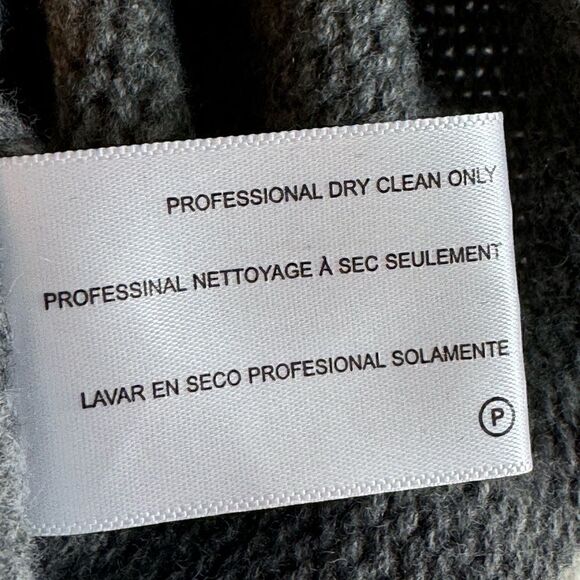 PROFESSIONAL DRY CLEAN ONLY
PROFESSINAL NETTOYAGE À SEC SEULEMENT
LAVAR EN SECO PROFESIONAL SOLAMENTE
P